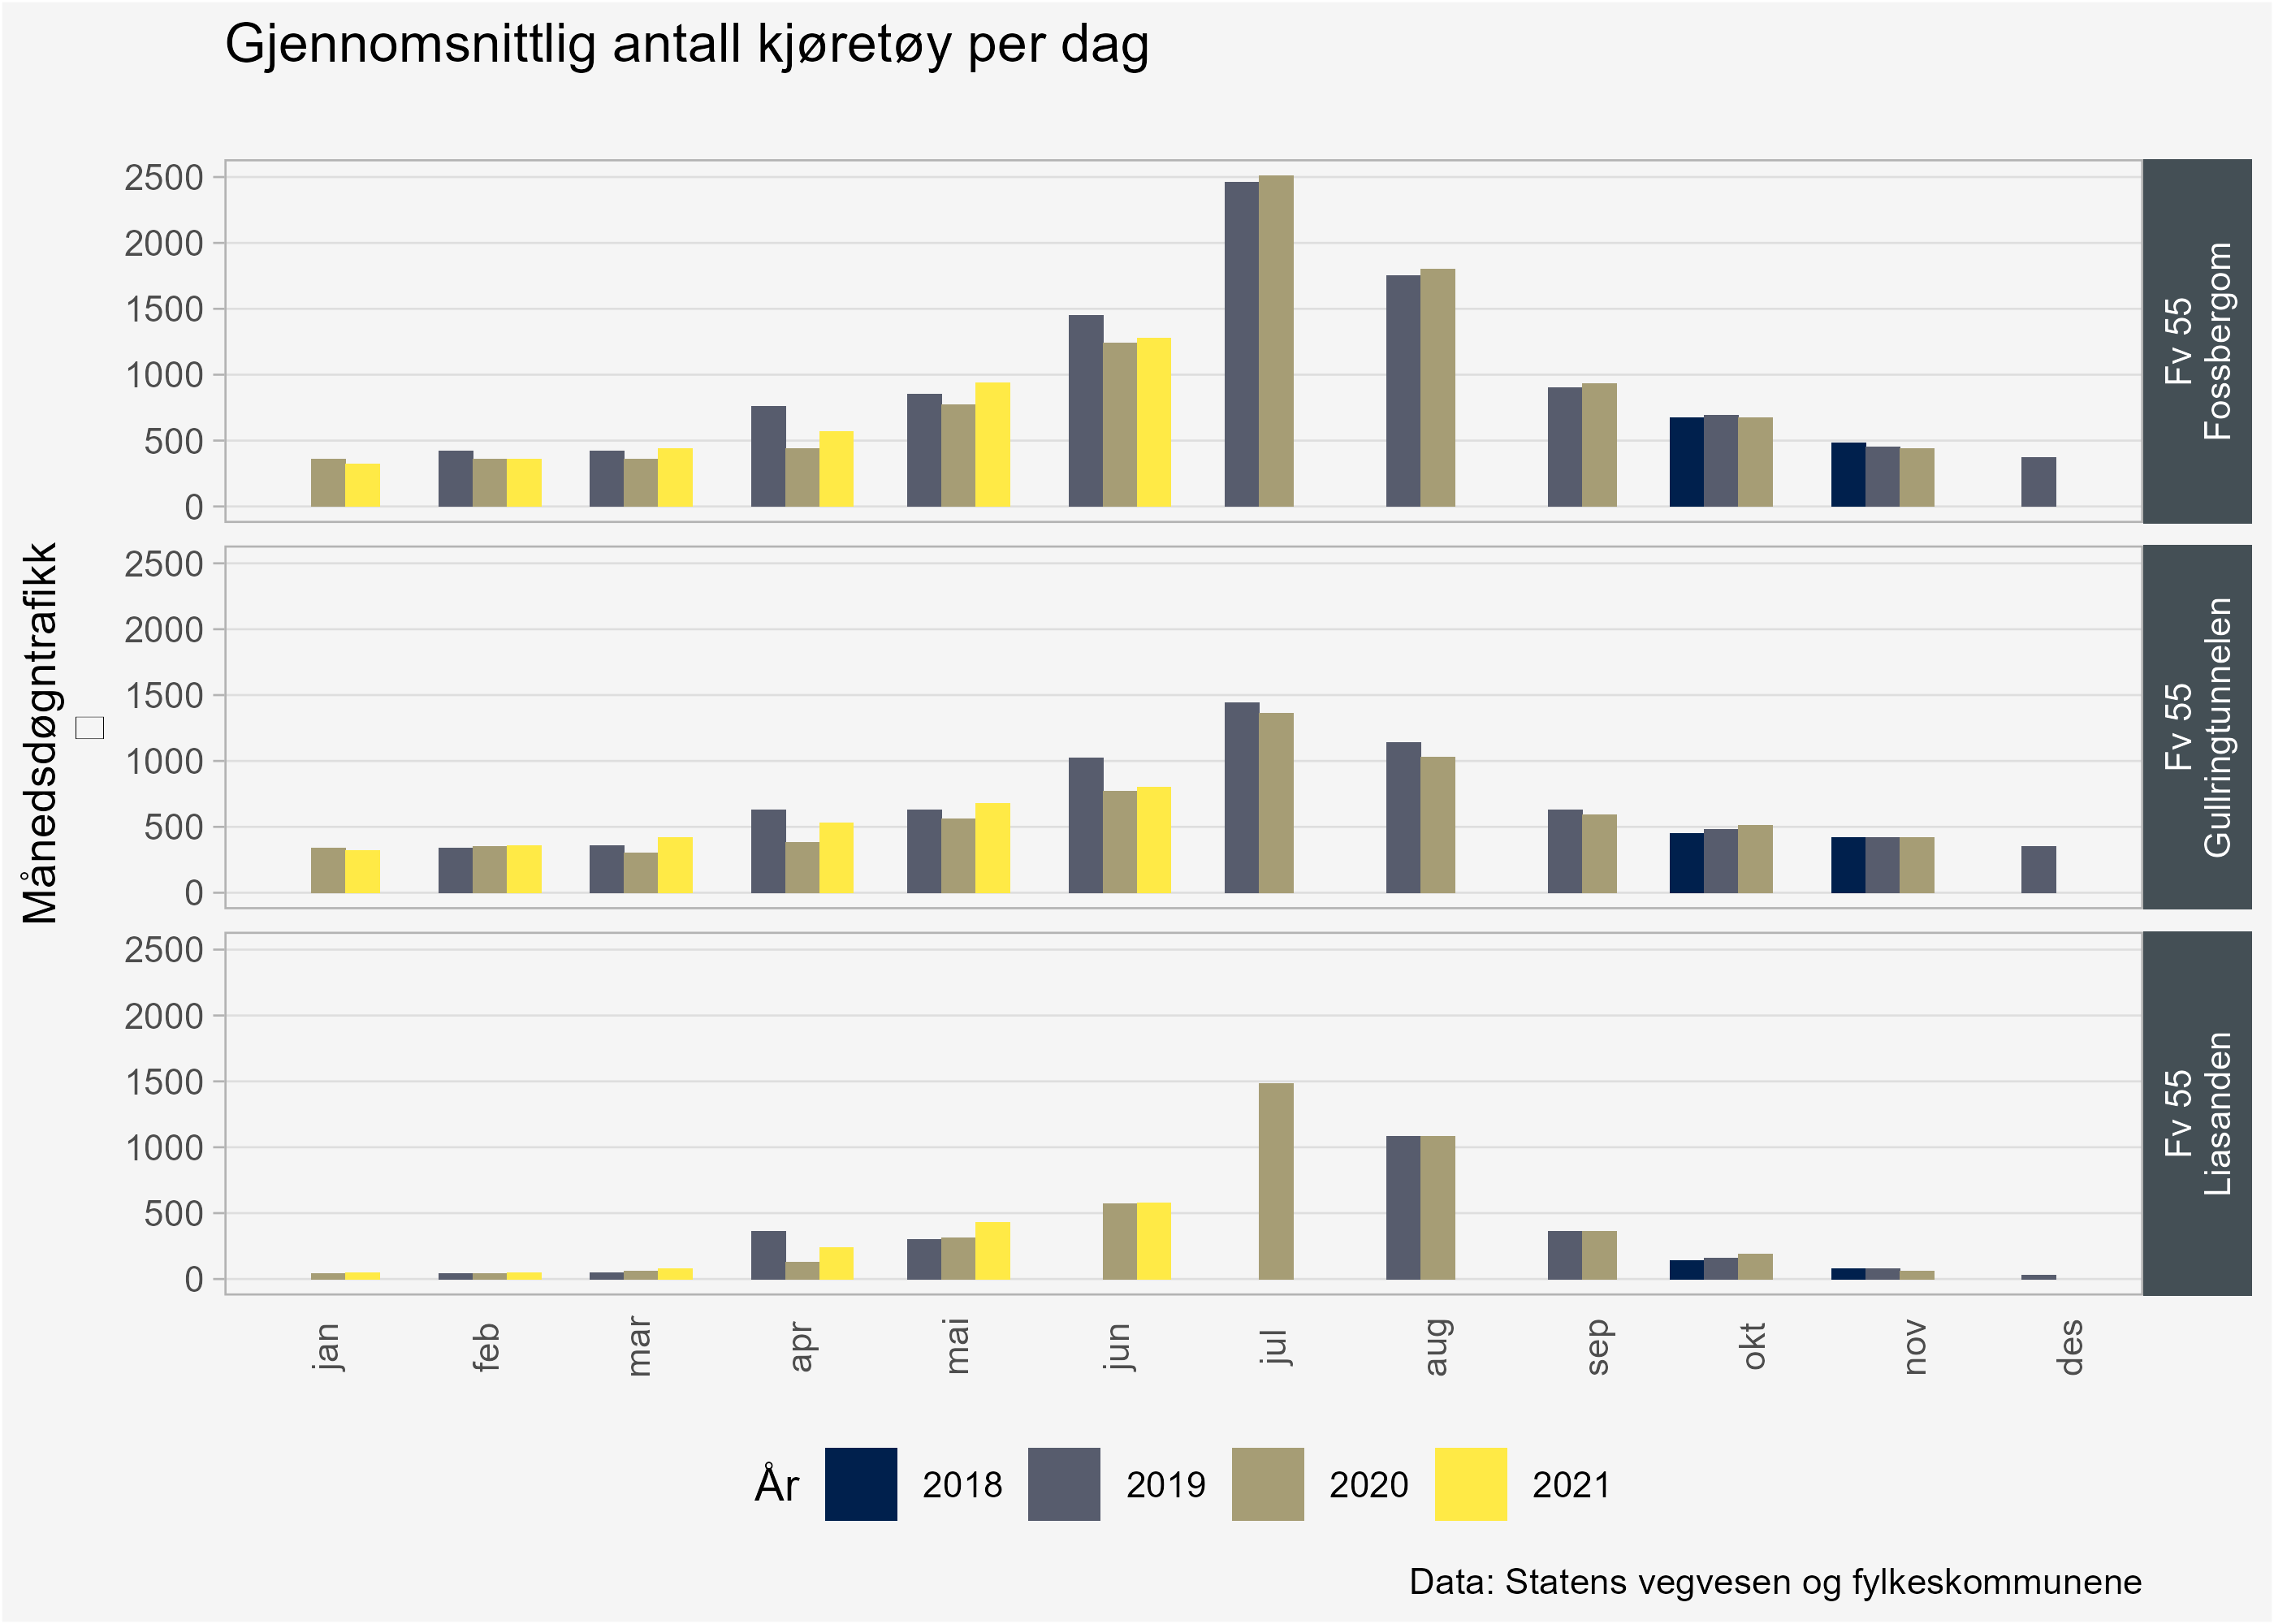 Gjennomsnittlig antall kjøretøy per dag
Månedsdøgntrafikk
2500
2000
1500
1000
500
0
Fv 55
Fossbergom
2500
2000
1500
1000
500
0
Fv 55
Gullringtunnelen
2500
2000
1500
1000
500
0
Fv 55
Liasanden
jan feb mar apr mai jun jul aug sep okt nov des
År 2018 2019 2020 2021
Data: Statens vegvesen og fylkeskommunene